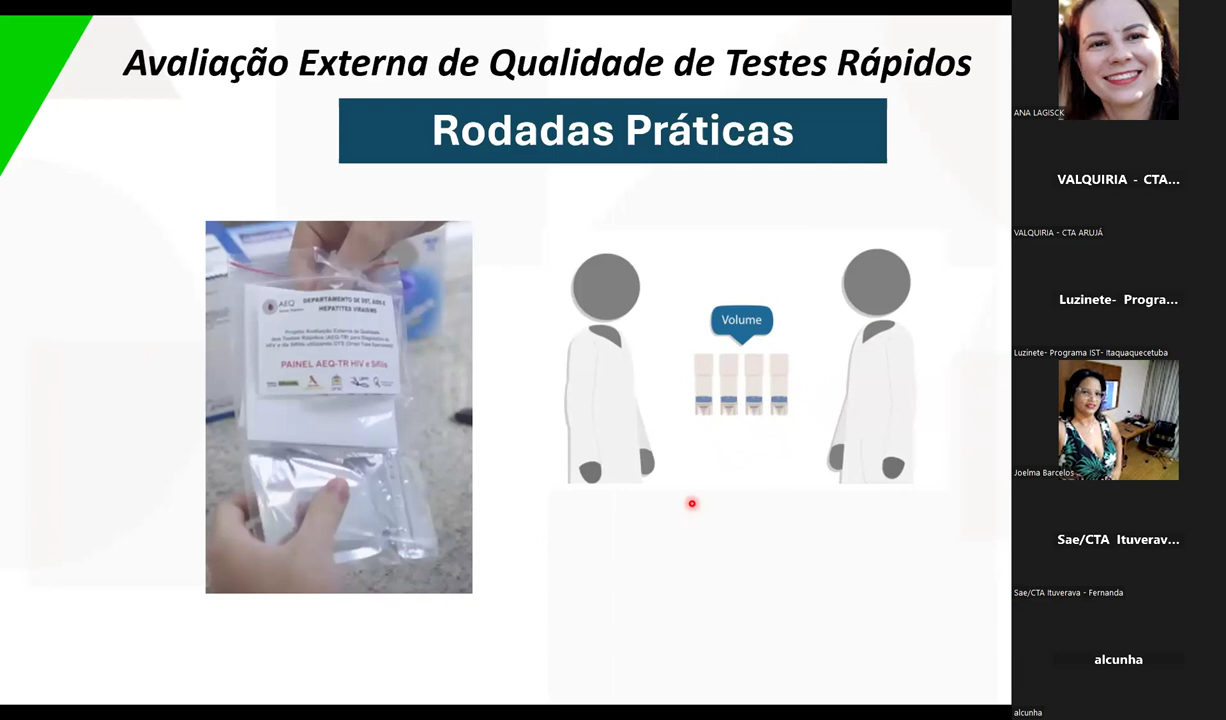 Avaliação Externa de Qualidade de Testes Rápidos
Rodadas Práticas
AEQ
DEPARTAMENTO DE DST, AIDS E
HEPATITES VIRAIS
Projeto Avaliação Externa da Qualidade
dos Testes Rápidos (AEQ-TR) para Diagnóstico do
HIV e da Sífilis utilizando DTS (Dried Tube Specimens)
PAINEL AEQ-TR HIV e Sífilis
Volume
ANA LAGISCK
VALQUIRIA - CTA...
VALQUIRIA - CTA ARUJÁ
Luzinete- Progra...
Luzinete- Programa IST- Itaquaquecetuba
Joelma Barcelos
Sae/CTA Ituverav...
Sae/CTA Ituverava - Fernanda
alcunha
alcunha